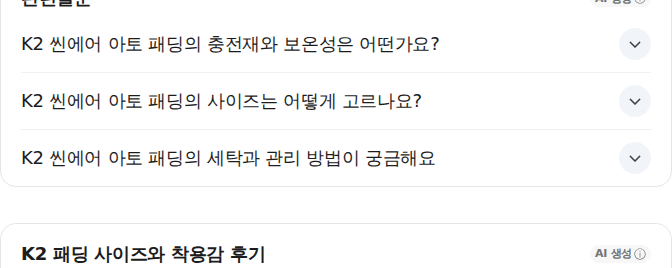 K2 씬에어 아토 패딩의 충전재와 보온성은 어떤가요?
K2 씬에어 아토 패딩의 사이즈는 어떻게 고르나요?
K2 씬에어 아토 패딩의 세탁과 관리 방법이 궁금해요
K2 패딩 사이즈와 착용감 후기
AI 생성